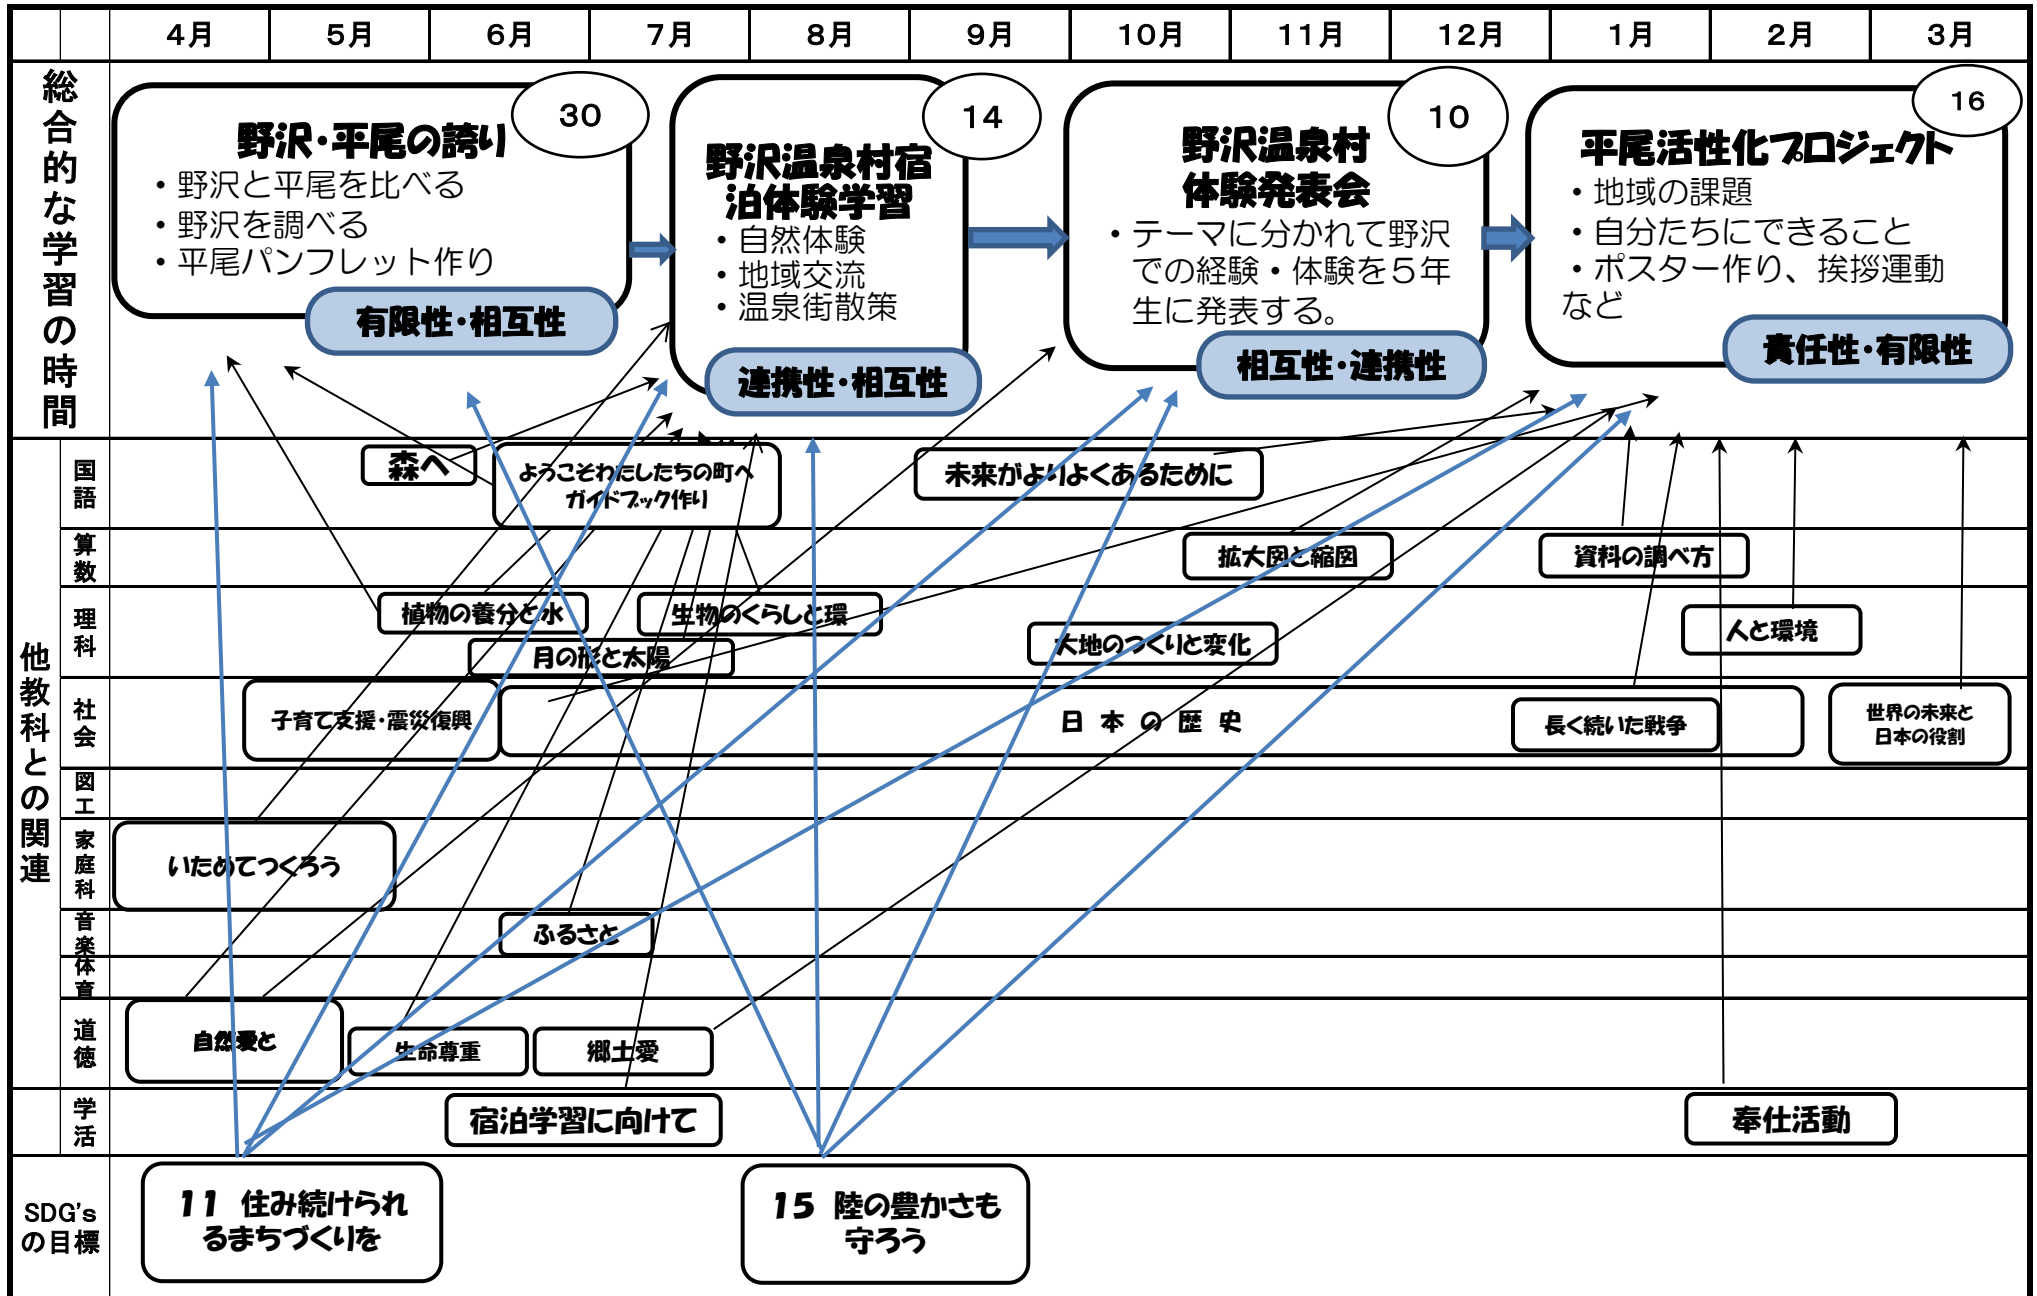 4月 5月 6月 7月 8月 9月 10月 11月 12月 1月 2月 3月
総合的な学習の時間
野沢・平尾の誇り
30
・野沢と平尾を比べる
・野沢を調べる
・平尾パンフレット作り
有限性・相互性
野沢温泉村宿
泊体験学習
14
・自然体験
・地域交流
・温泉街散策
連携性・相互性
野沢温泉村
体験発表会
10
・テーマに分かれて野沢
での経験・体験を5年
生に発表する。
相互性・連携性
平尾活性化プロジェクト
16
・地域の課題
・自分たちにできること
・ポスター作り、挨拶運動
など
責任性・有限性
他教科との関連
国語
森へ
ようこそわたしたちの町へ
ガイドブック作り
未来がよりよくあるために
算数
拡大図と縮図
資料の調べ方
理科
植物の養分と水
生物のくらしと環
月の形と太陽
大地のつくりと変化
人と環境
社会
子育て支援・震災復興
日本の歴史
長く続いた戦争
世界の未来と
日本の役割
図工
家庭科
いためてつくろう
音楽
ふるさと
体育
道徳
自然愛と
生命尊重
郷土愛
学活
宿泊学習に向けて
奉仕活動
SDG's
の目標
11 住み続けられ
るまちづくりを
15 陸の豊かさも
守ろう